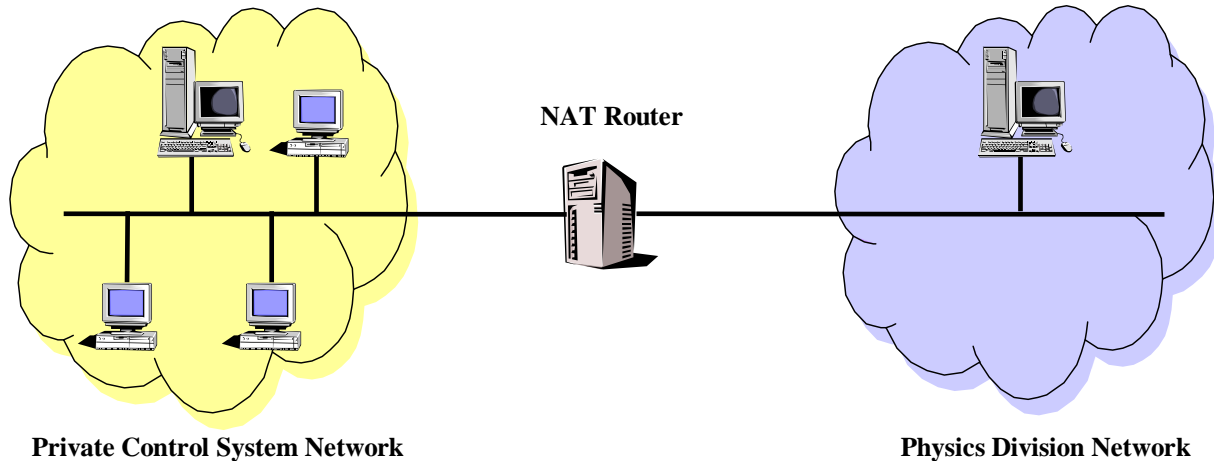 NAT Router
Private Control System Network
Physics Division Network